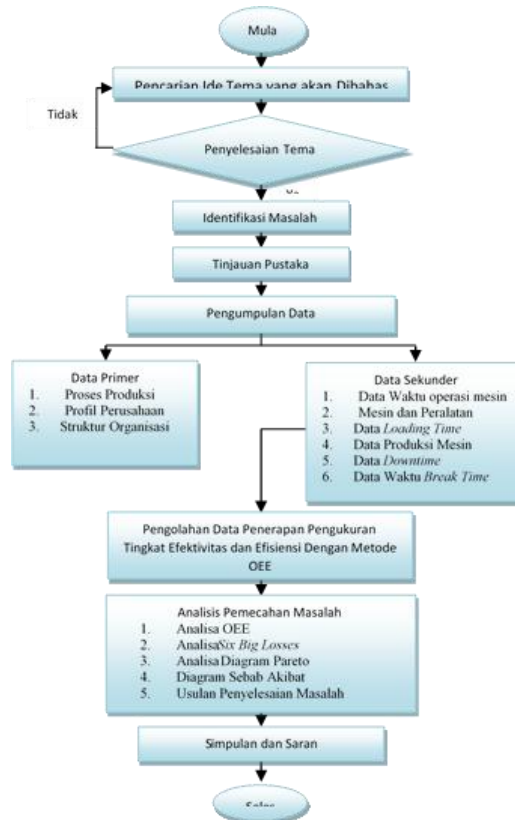 Mula
Pencarian Ide Tema yang akan Dibahas
Tidak
Penyelesaian Tema
Identifikasi Masalah
Tinjauan Pustaka
Pengumpulan Data
Data Primer
1. Proses Produksi
2. Profil Perusahaan
3. Struktur Organisasi
Data Sekunder
1. Data Waktu operasi mesin
2. Mesin dan Peralatan
3. Data Loading Time
4. Data Produksi Mesin
5. Data Downtime
6. Data Waktu Break Time
Pengolahan Data Penerapan Pengukuran
Tingkat Efektivitas dan Efisiensi Dengan Metode
OEE
Analisis Pemecahan Masalah
1. Analisa OEE
2. AnalisaSix Big Losses
3. Analisa Diagram Pareto
4. Diagram Sebab Akibat
5. Usulan Penyelesaian Masalah
Simpulan dan Saran